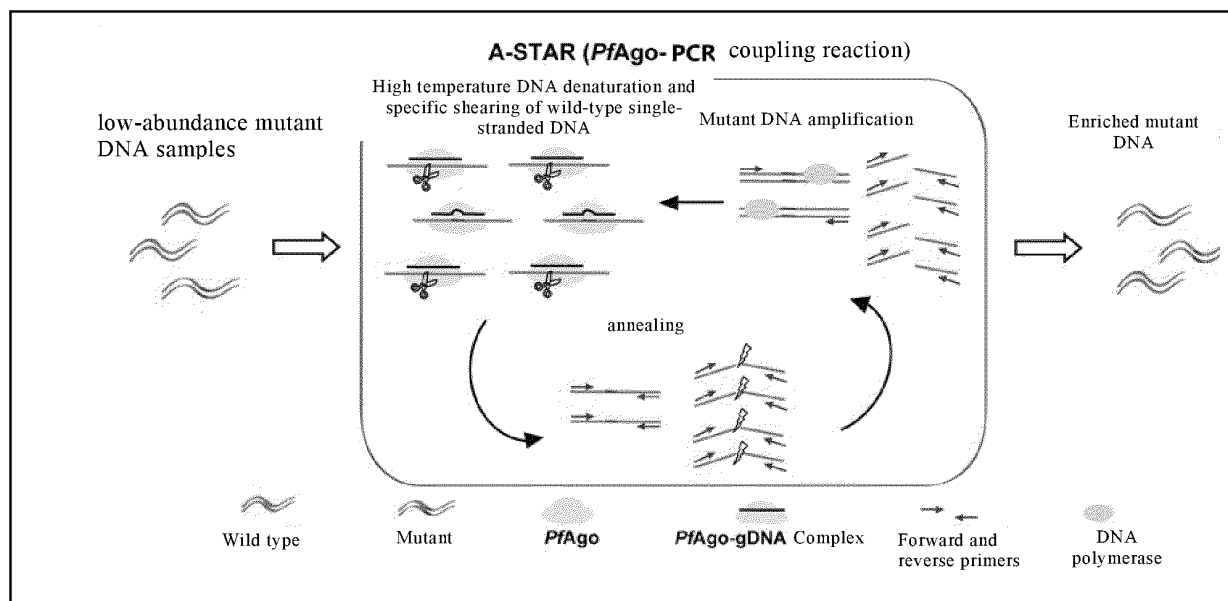 A-STAR (PfAgo-PCR coupling reaction)
High temperature DNA denaturation and
specific shearing of wild-type single-
stranded DNA
low-abundance mutant
DNA samples
Mutant DNA amplification
Enriched mutant
DNA
annealing
Wild type
Mutant
PfAgo
PfAgo-gDNA Complex
Forward and
reverse primers
DNA
polymerase